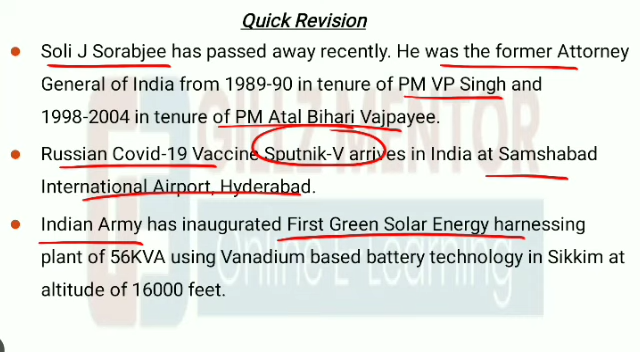 Quick Revision
Soli J Sorabjee has passed away recently. He was the former Attorney
General of India from 1989-90 in tenure of PM VP Singh and
1998-2004 in tenure of PM Atal Bihari Vajpayee.
Russian Covid-19 Vaccine Sputnik-V arrives in India at Samshabad
International Airport, Hyderabad.
Indian Army has inaugurated First Green Solar Energy harnessing
plant of 56KVA using Vanadium based battery technology in Sikkim at
altitude of 16000 feet.
MENTOR
Online E-Learning